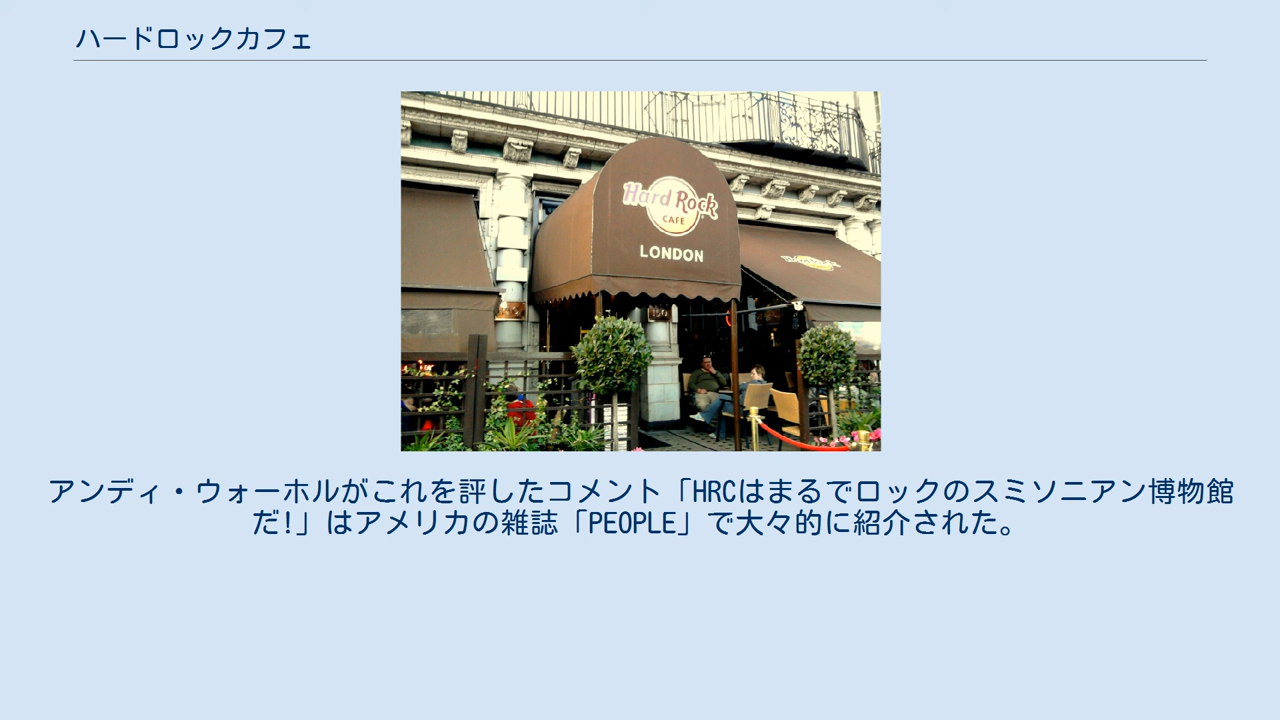 ハードロックカフェ
Hard Rock
CAFE
LONDON
アンディ・ウォーホルがこれを評したコメント「HRCはまるでロックのスミソニアン博物館
だ!」はアメリカの雑誌「PEOPLE」で大々的に紹介された。